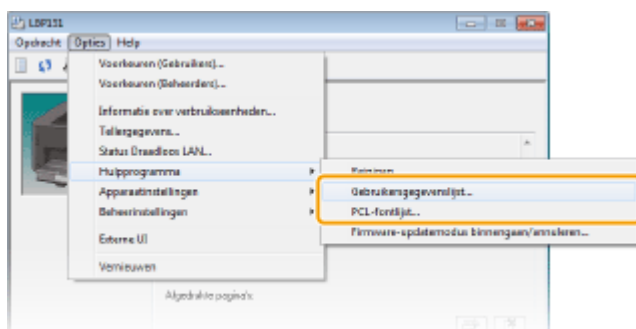 LBP151
Opdracht Opties Help
Voorkeuren (Gebruikers)...
Voorkeuren (Beheerders)...
Informatie over verbruikseenheden...
Tellergegevens...
Status Draadloos LAN...
Hulpprogramma
Apparaatinstellingen
Beheerinstellingen
Externe UI
Vernieuwen
Reinigen
Gebruikersgegevenslijst...
PCL-fontlijst...
Firmware-updatemodus binnengaan/annuleren...
Afgedrukte pagina's: